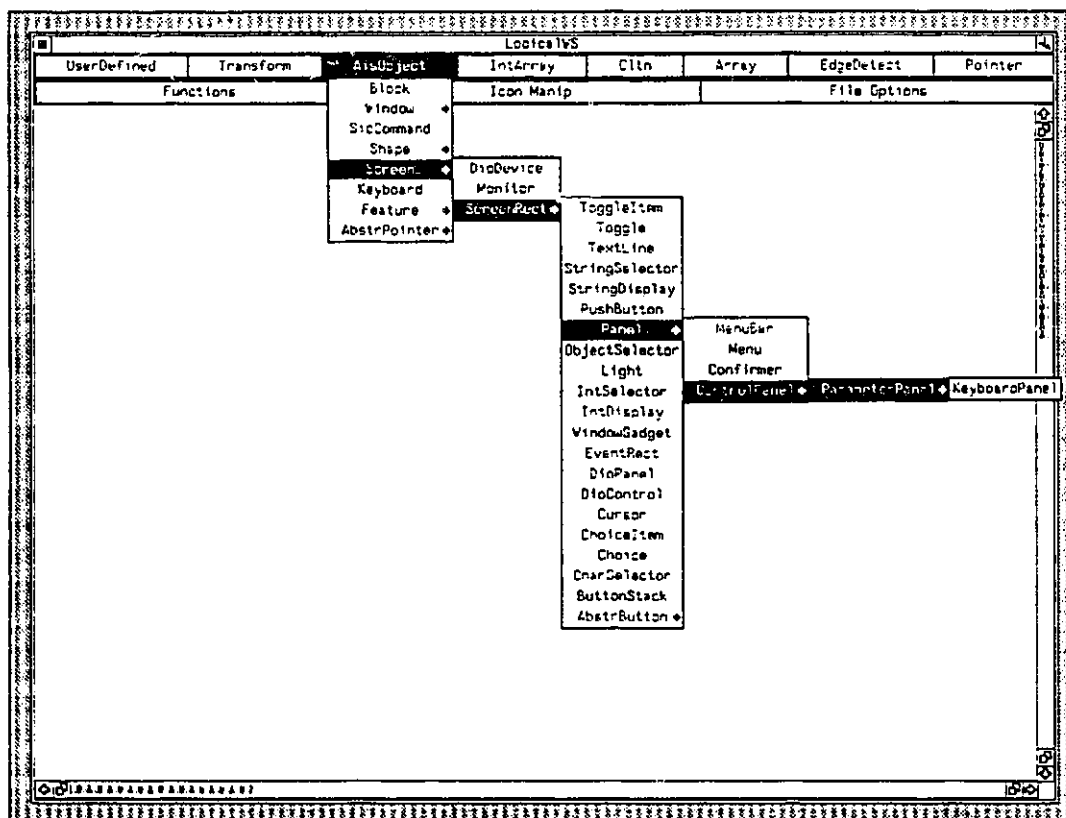 LogicalWS
UserDefined Transform AisObject IntArray Cltn Array EdgeDetect Pointer
Functions Icon Manip File Options
Block
Window
SicCommand
Shape
Screen
Keyboard
Feature
AbstrPointer
DioDevice
Monitor
ScreenRect
ToggleItem
Toggle
TextLine
StringSelector
StringDisplay
PushButton
Panel
ObjectSelector
Light
IntSelector
IntDisplay
WindowGadget
EventRect
DioPanel
DioControl
Cursor
ChoiceItem
Choice
CharSelector
ButtonStack
AbstrButton
MenuBar
Menu
Confirmer
ControlPanel
ParameterPanel
KeyboardPanel